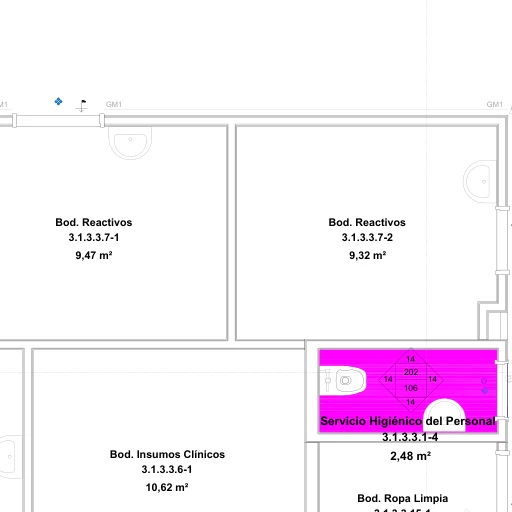 GM1
GM1
Bod. Reactivos
3.1.3.3.7-1
9,47 m²
Bod. Reactivos
3.1.3.3.7-2
9,32 m²
14
202
14
14
106
14
Servicio Higiénico del Personal
3.1.3.3.1-4
2,48 m²
Bod. Insumos Clínicos
3.1.3.3.6-1
10,62 m²
Bod. Ropa Limpia